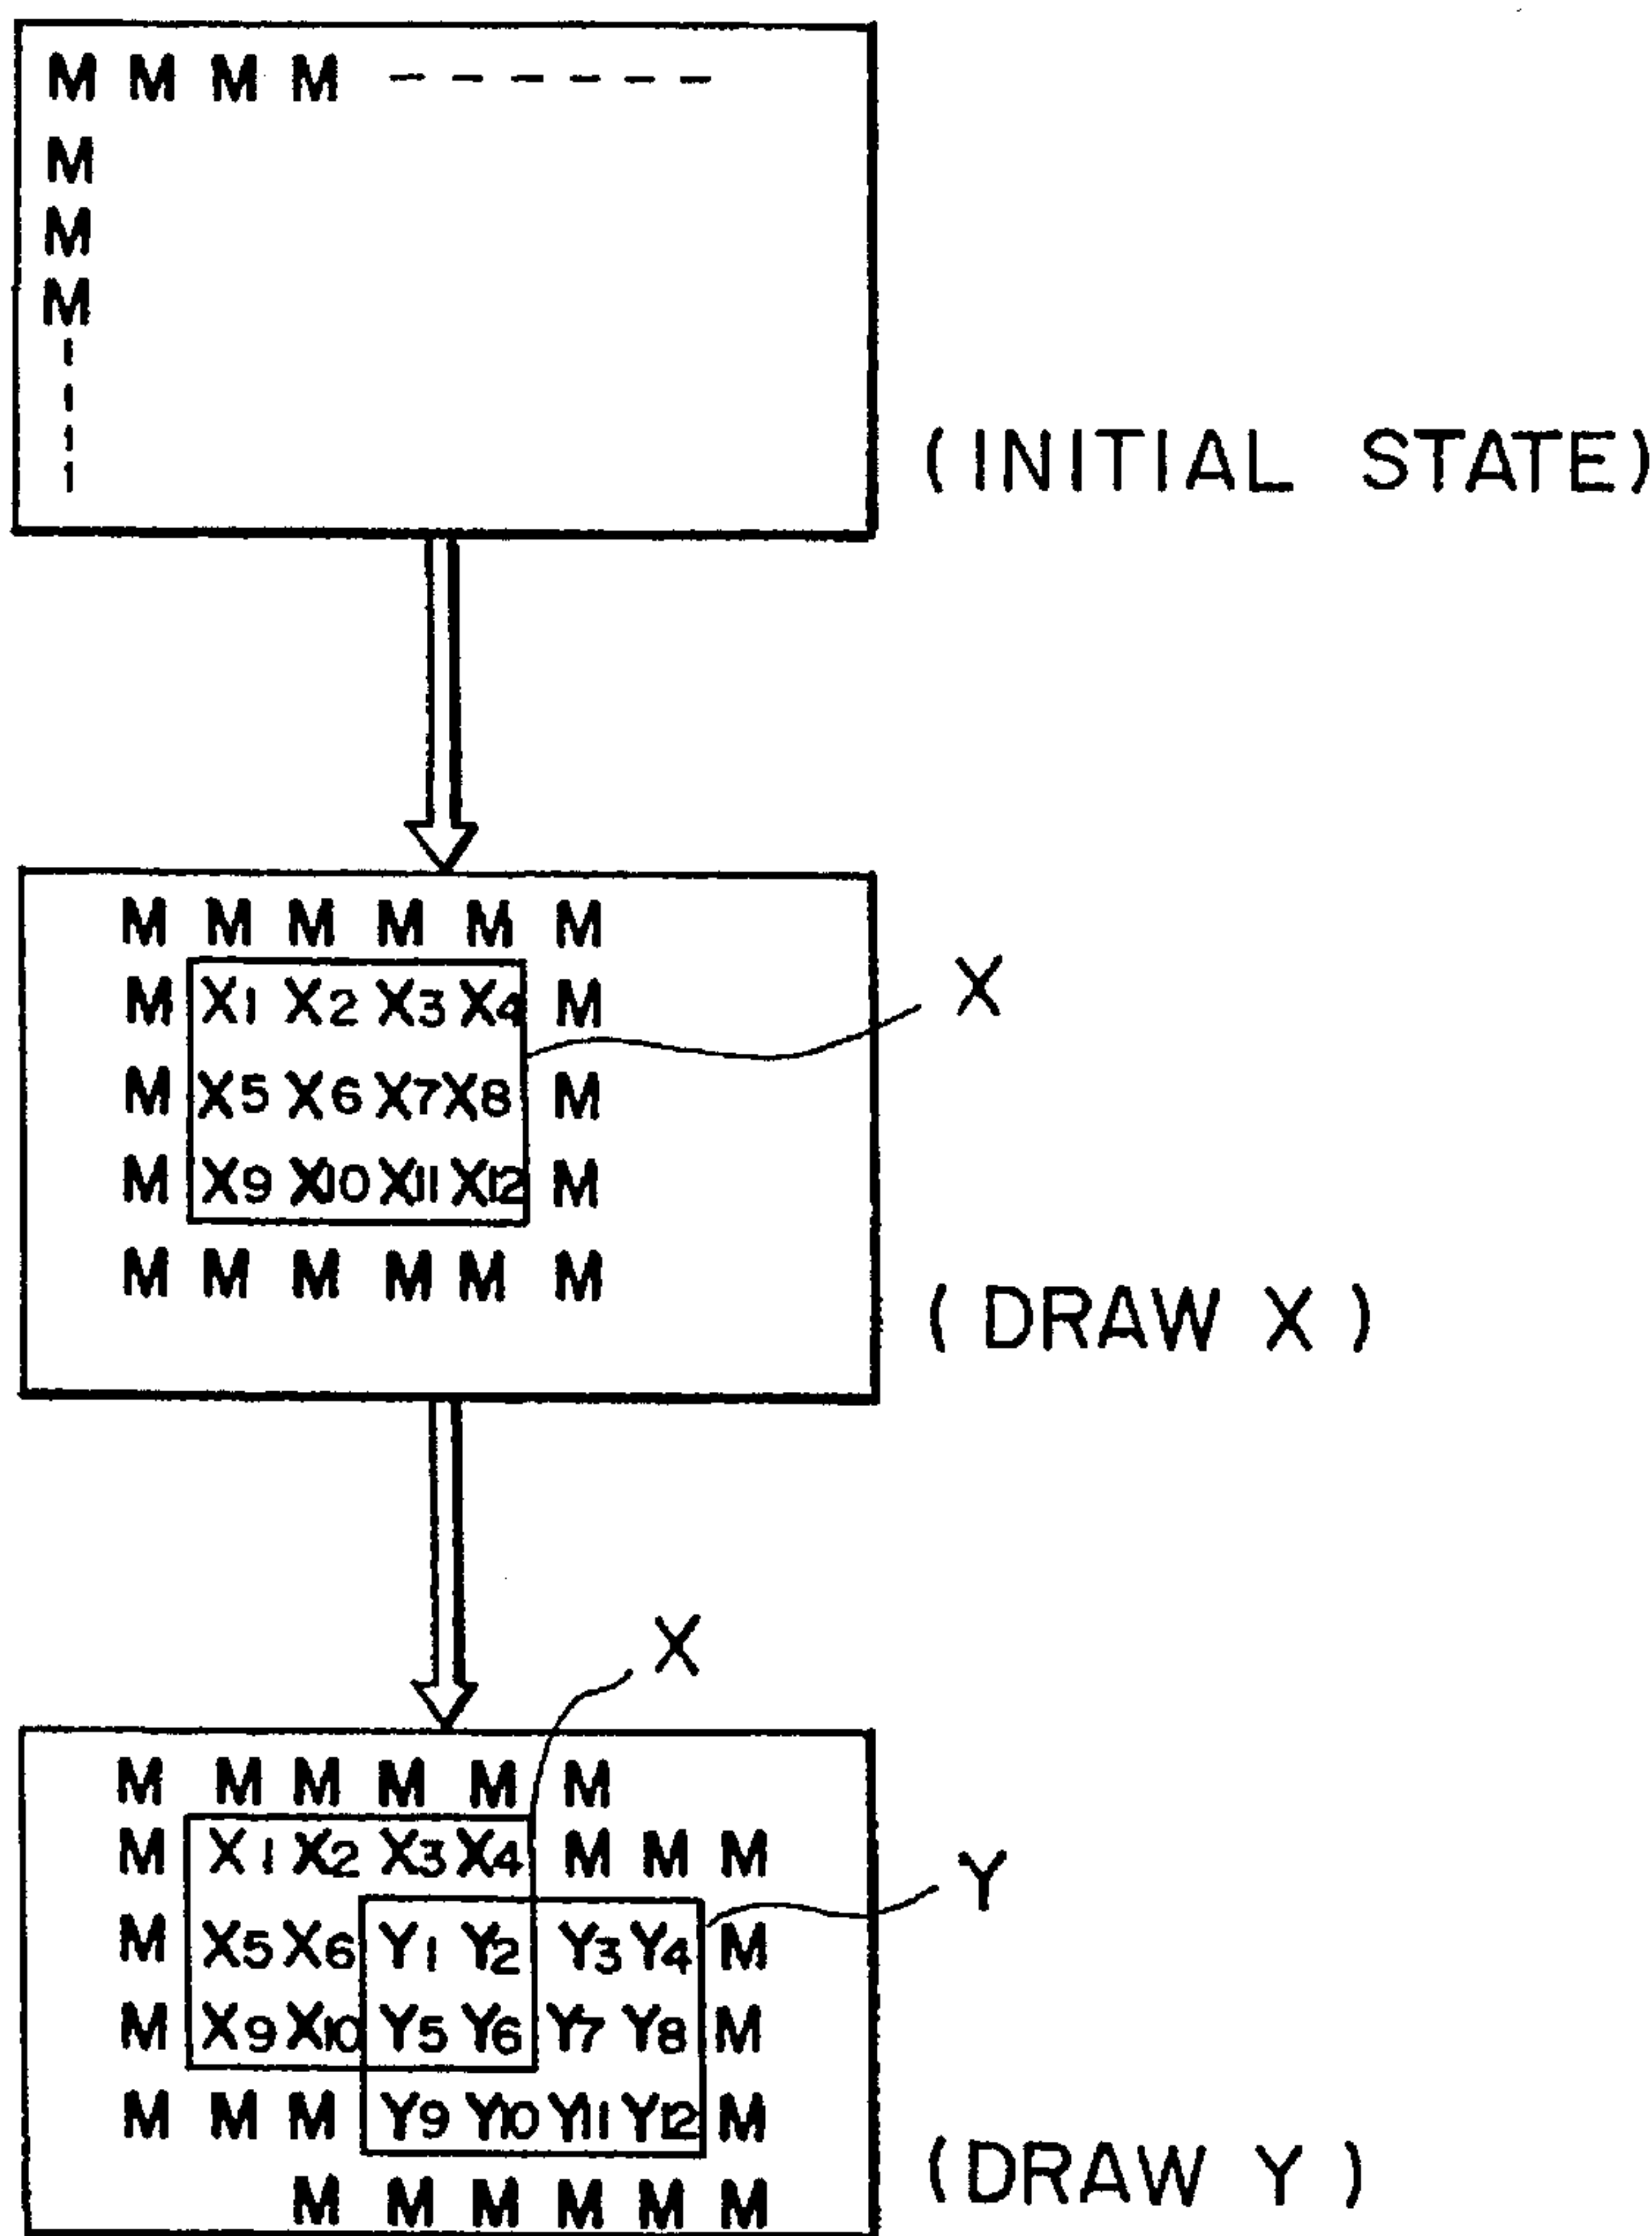 M M M M
M
M
M
(INITIAL STATE)
M M M M M M
M X1 X2 X3 X4 M
X
M X5 X6 X7 X8 M
M X9 X10 X11 X12 M
M M M M M M
(DRAW X)
X
M M M M M M
M X1 X2 X3 X4 M M M
Y
M X5 X6 Y1 Y2 Y3 Y4 M
M X9 X10 Y5 Y6 Y7 Y8 M
M M M Y9 Y10 Y11 Y12 M
(DRAW Y)
M M M M M M